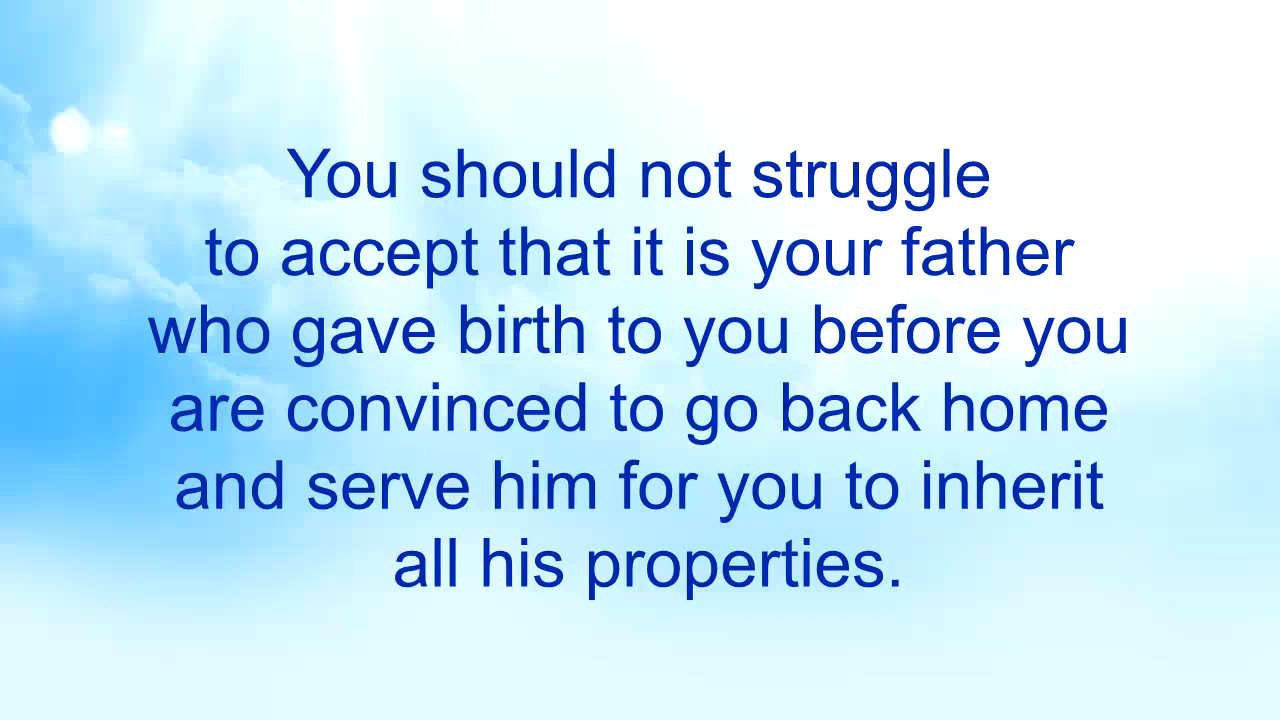 You should not struggle
to accept that it is your father
who gave birth to you before you
are convinced to go back home
and serve him for you to inherit
all his properties.